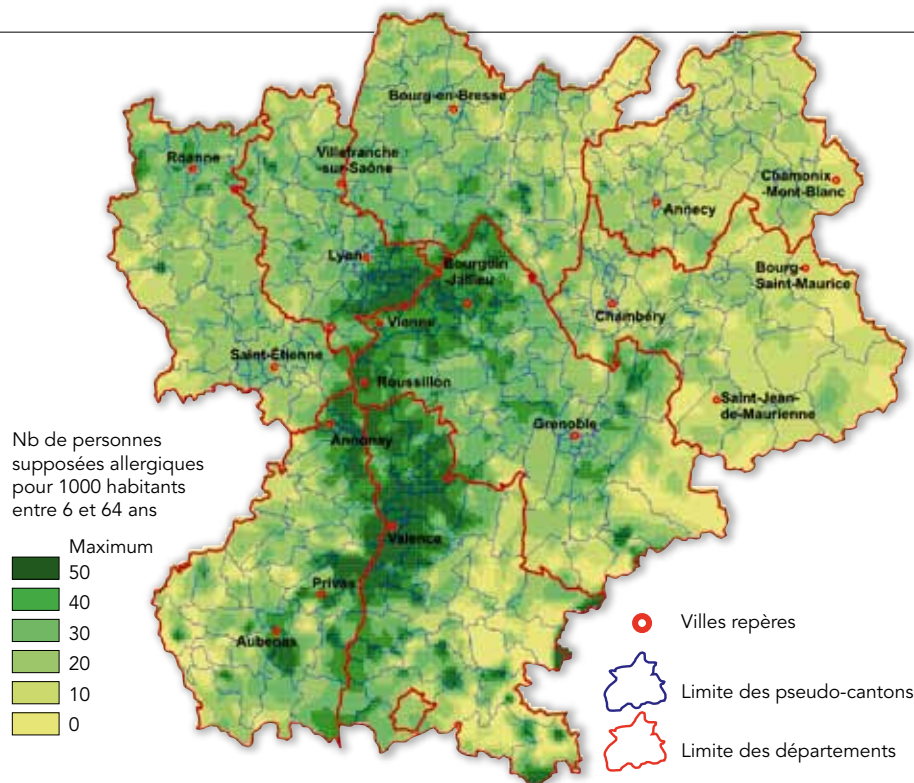 Bourg-en-Bresse
Roanne
Villefranche
-sur-Saône
Chamonix
-Mont-Blanc
Annecy
Lyon
Bourgoin
-Jallieu
Bourg-
Saint-Maurice
Vienne
Chambéry
Saint-Étienne
Roussillon
Saint-Jean-
de-Maurienne
Grenoble
Annonay
Valence
Privas
Aubenas
Nb de personnes
supposées allergiques
pour 1000 habitants
entre 6 et 64 ans
Maximum
50
40
30
20
10
0
Villes repères
Limite des pseudo-cantons
Limite des départements